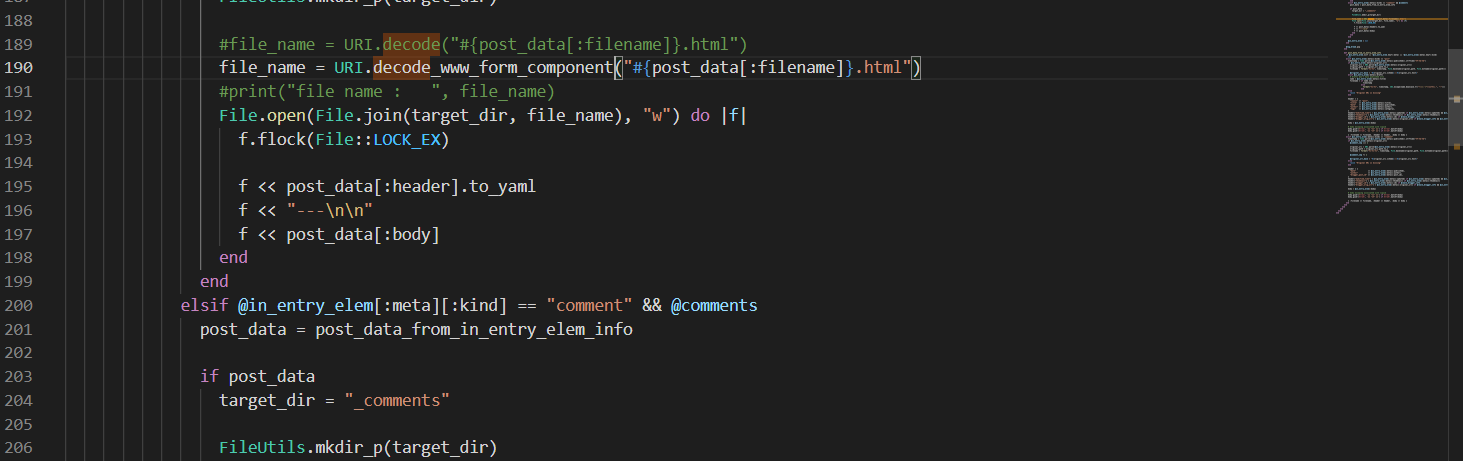 187 FileUtils.mkdir_p(target_dir)
188
189 #file_name = URI.decode("#{post_data[:filename]}.html")
190 file_name = URI.decode_www_form_component("#{post_data[:filename]}.html")
191 #print("file name :   ", file_name)
192 File.open(File.join(target_dir, file_name), "w") do |f|
193 f.flock(File::LOCK_EX)
194
195 f << post_data[:header].to_yaml
196 f << "---\n\n"
197 f << post_data[:body]
198 end
199 end
200 elsif @in_entry_elem[:meta][:kind] == "comment" && @comments
201 post_data = post_data_from_in_entry_elem_info
202
203 if post_data
204 target_dir = "_comments"
205
206 FileUtils.mkdir_p(target_dir)